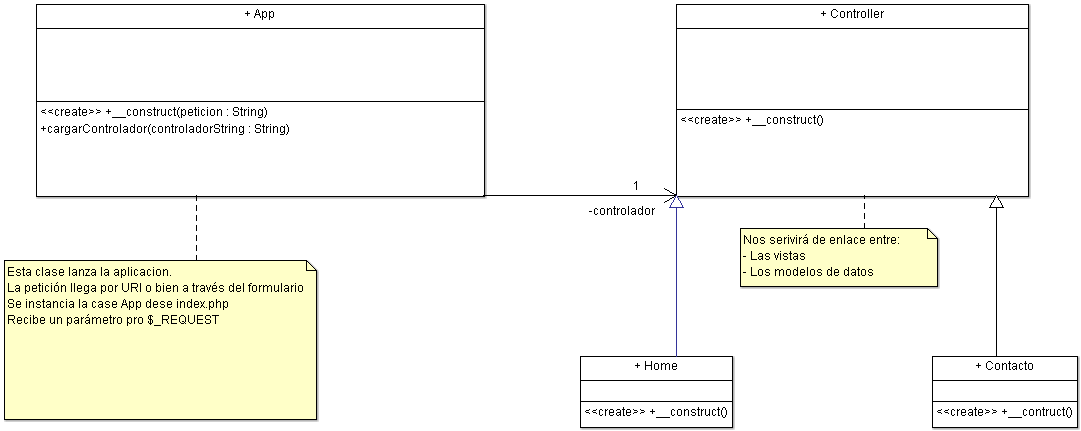 + App
<<create>> +__construct(peticion : String)
+cargarControlador(controladorString : String)
+ Controller
<<create>> +__construct()
1
-controlador
Esta clase lanza la aplicacion.
La petición llega por URI o bien a través del formulario
Se instancia la case App dese index.php
Recibe un parámetro pro $_REQUEST
Nos serivirá de enlace entre:
- Las vistas
- Los modelos de datos
+ Home
<<create>> +__construct()
+ Contacto
<<create>> +__contruct()